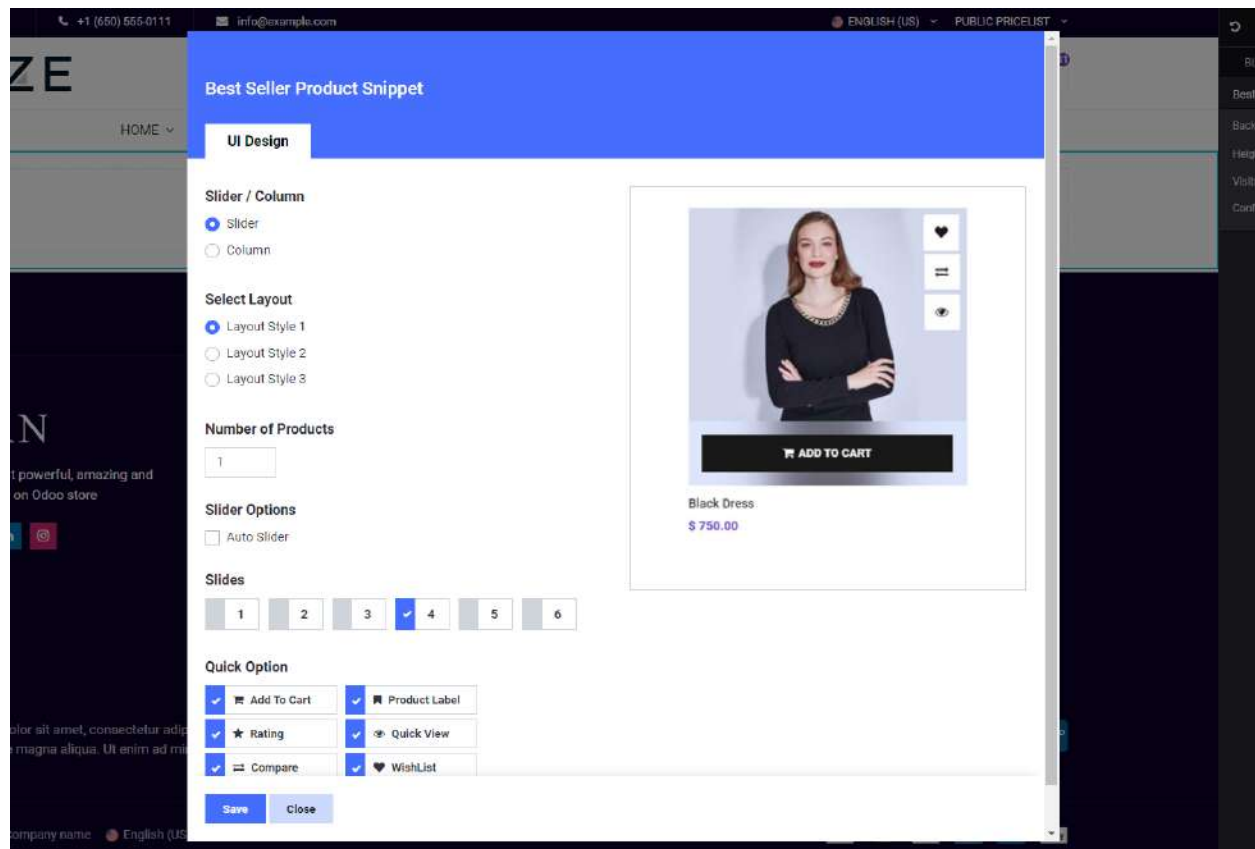 +1 (650) 555-0111
info@example.com
ENGLISH (US)
PUBLIC PRICELIST
ZE
HOME
Best Seller Product Snippet
UI Design
Slider / Column
Slider
Column
Select Layout
Layout Style 1
Layout Style 2
Layout Style 3
Number of Products
1
Slider Options
Auto Slider
Slides
1 2 3 4 5 6
Quick Option
Add To Cart
Product Label
Rating
Quick View
Compare
WishList
Save
Close
ADD TO CART
Black Dress
$ 750.00
N
t powerful, amazing and
on Odoo store
olor sit amet, consectetur adip
magna aliqua. Ut enim ad mi
ompany name
English (US
Best
Back
Heig
Visib
Conf